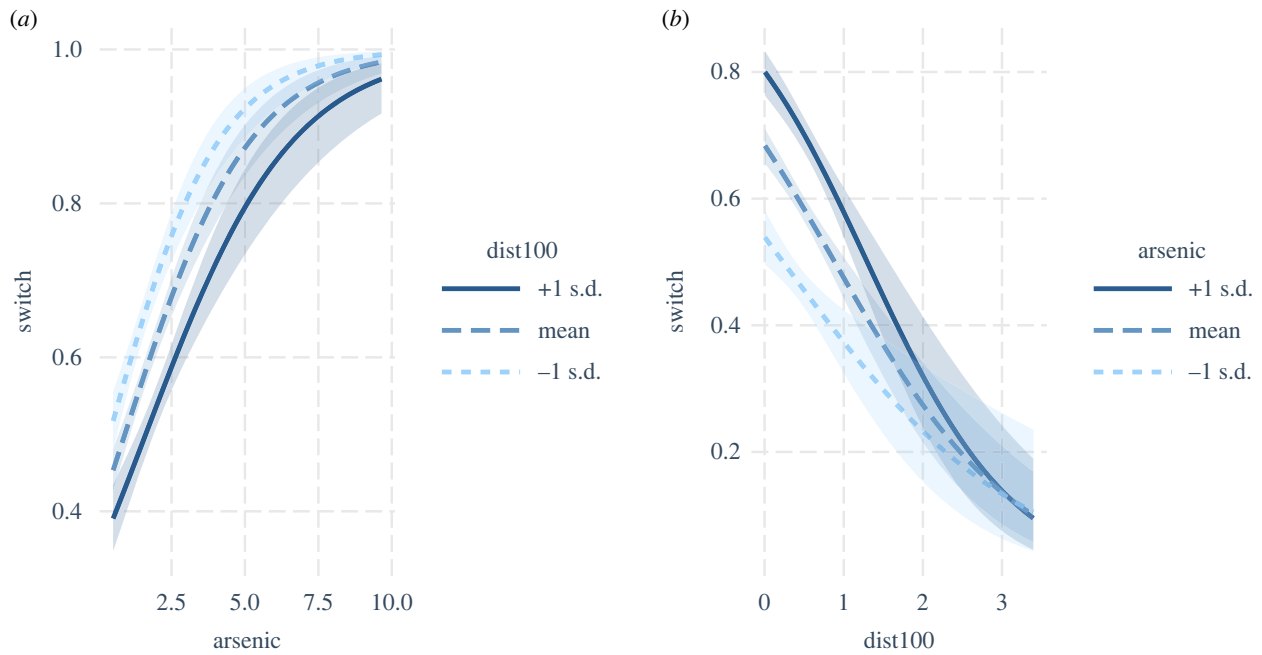 (a)
1.0
0.8
0.6
0.4
switch
2.5 5.0 7.5 10.0
arsenic
dist100
+1 s.d.
mean
–1 s.d.
(b)
0.8
0.6
0.4
0.2
switch
0 1 2 3
dist100
arsenic
+1 s.d.
mean
–1 s.d.